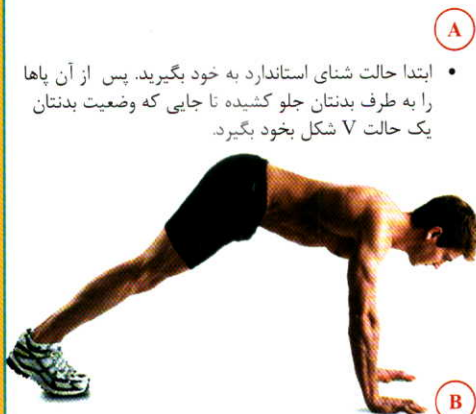 A
• ابتدا حالت شنای استاندارد به خود بگیرید. پس از آن پاها
را به طرف بدنتان جلو کشیده تا جایی که وضعیت بدنتان
یک حالت V شکل بخود بگیرد.
B